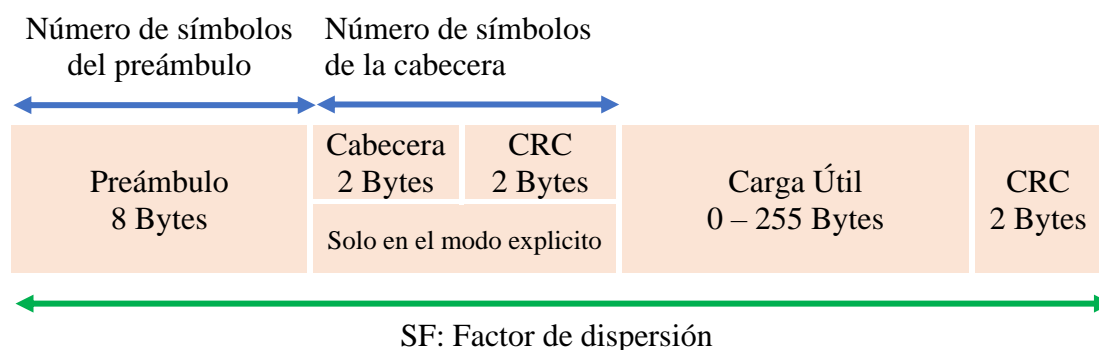 Número de símbolos
del preámbulo
Número de símbolos
de la cabecera
Preámbulo
8 Bytes
Cabecera
2 Bytes
CRC
2 Bytes
Solo en el modo explicito
Carga Útil
0 – 255 Bytes
CRC
2 Bytes
SF: Factor de dispersión